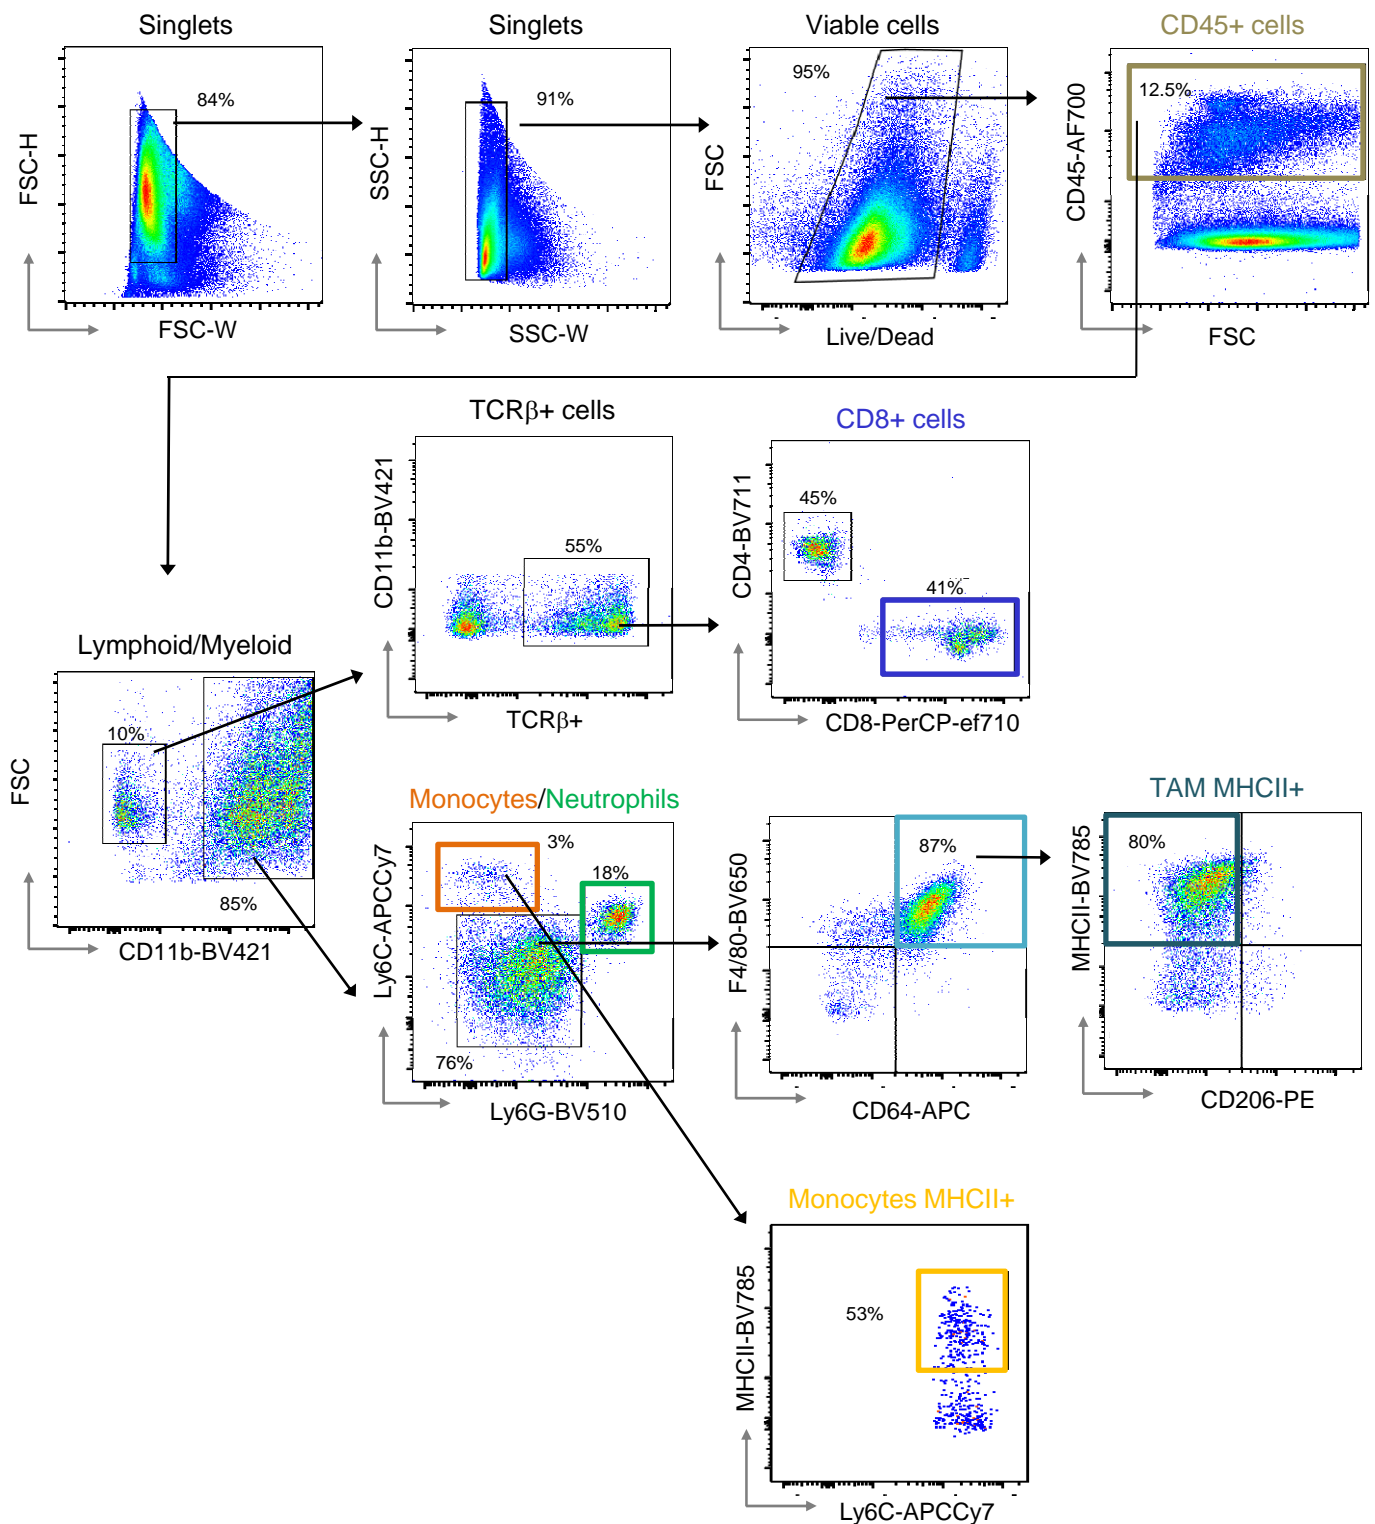 Singlets
Singlets
Viable cells
CD45+ cells
84%
91%
95%
12.5%
FSC-H
SSC-H
FSC
CD45-AF700
FSC-W
SSC-W
Live/Dead
FSC
TCRβ+ cells
CD8+ cells
CD11b-BV421
55%
CD4-BV711
45%
41%
TCRβ+
CD8-PerCP-ef710
Lymphoid/Myeloid
10%
FSC
85%
CD11b-BV421
Monocytes/Neutrophils
TAM MHCII+
3%
18%
87%
80%
Ly6C-APCCy7
F4/80-BV650
MHCII-BV785
76%
Ly6G-BV510
CD64-APC
CD206-PE
Monocytes MHCII+
53%
MHCII-BV785
Ly6C-APCCy7